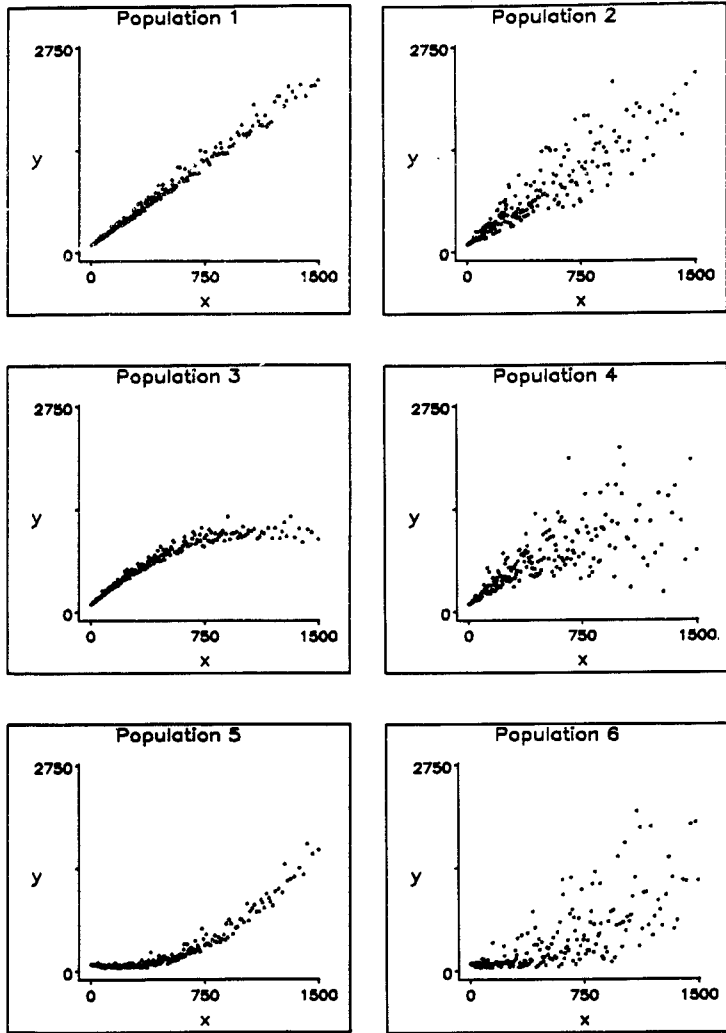 Population 1
2750
y
0
0 750 1500
x
Population 2
2750
y
0
0 750 1500
x
Population 3
2750
y
0
0 750 1500
x
Population 4
2750
y
0
0 750 1500.
x
Population 5
2750
y
0
0 750 1500
x
Population 6
2750
y
0
0 750 1500
x